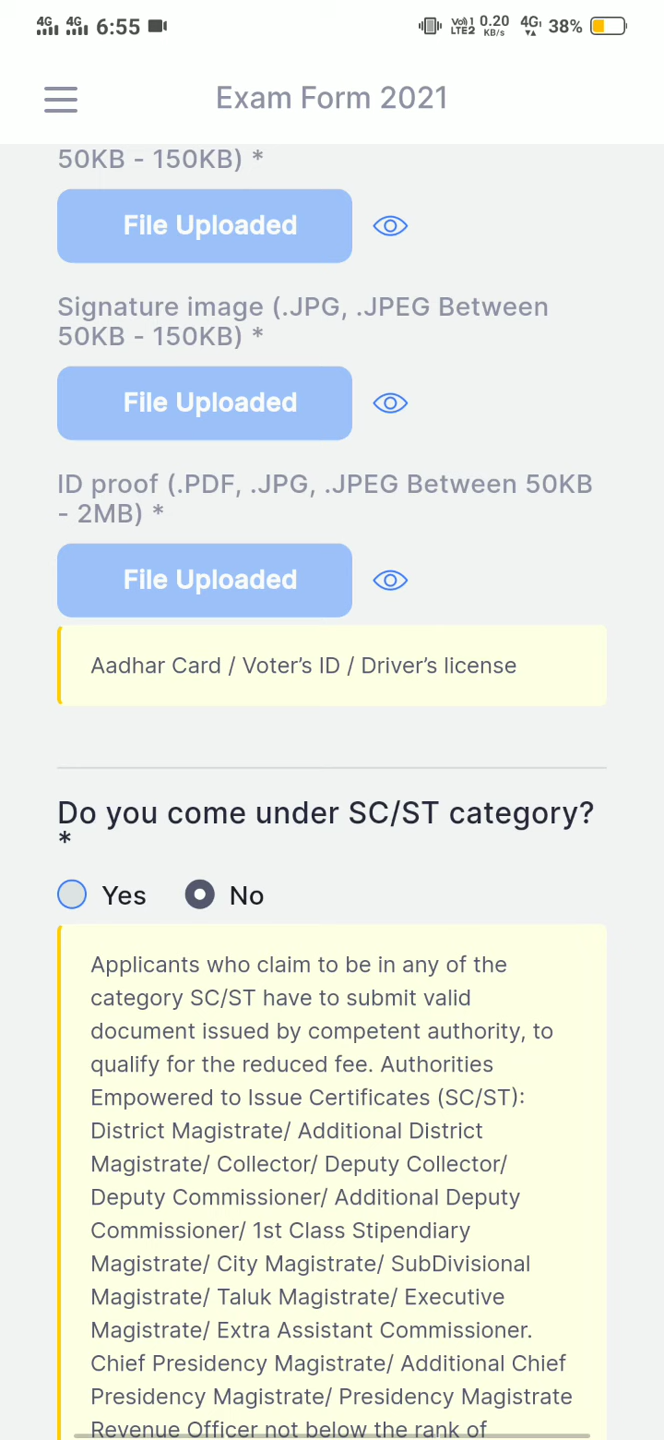 4G 4G 6:55 Vo)) 1 LTE2 0.20 KB/s 4G 38%
Exam Form 2021
50KB - 150KB) *
File Uploaded
Signature image (.JPG, .JPEG Between
50KB - 150KB) *
File Uploaded
ID proof (.PDF, .JPG, .JPEG Between 50KB
- 2MB) *
File Uploaded
Aadhar Card / Voter’s ID / Driver’s license
Do you come under SC/ST category?
*
Yes No
Applicants who claim to be in any of the
category SC/ST have to submit valid
document issued by competent authority, to
qualify for the reduced fee. Authorities
Empowered to Issue Certificates (SC/ST):
District Magistrate/ Additional District
Magistrate/ Collector/ Deputy Collector/
Deputy Commissioner/ Additional Deputy
Commissioner/ 1st Class Stipendiary
Magistrate/ City Magistrate/ SubDivisional
Magistrate/ Taluk Magistrate/ Executive
Magistrate/ Extra Assistant Commissioner.
Chief Presidency Magistrate/ Additional Chief
Presidency Magistrate/ Presidency Magistrate
Revenue Officer not below the rank of